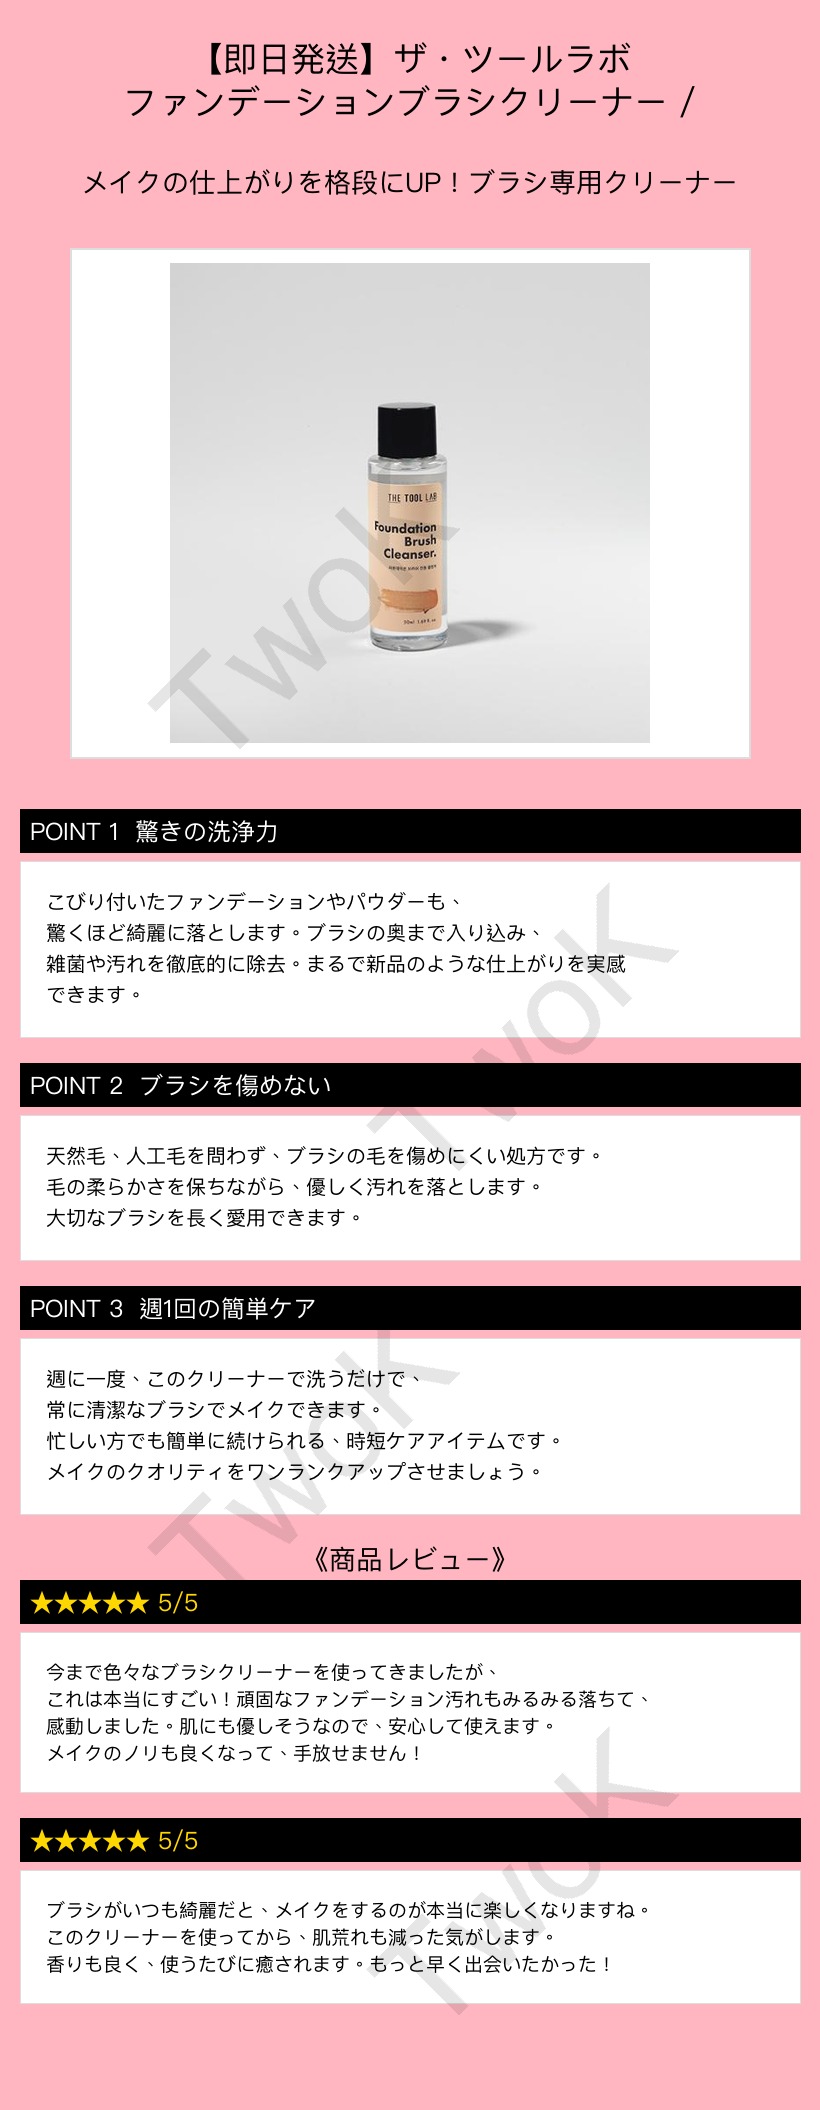 【即日発送】ザ・ツールラボ
ファンデーションブラシクリーナー /
メイクの仕上がりを格段にUP！ブラシ専用クリーナー
THE TOOL LAB
Foundation
Brush
Cleanser.
50ml 1.69 fl. oz
TwoK
POINT 1 驚きの洗浄力
こびり付いたファンデーションやパウダーも、
驚くほど綺麗に落とします。ブラシの奥まで入り込み、
雑菌や汚れを徹底的に除去。まるで新品のような仕上がりを実感
できます。
TwoK
POINT 2 ブラシを傷めない
天然毛、人工毛を問わず、ブラシの毛を傷めにくい処方です。
毛の柔らかさを保ちながら、優しく汚れを落とします。
大切なブラシを長く愛用できます。
POINT 3 週1回の簡単ケア
週に一度、このクリーナーで洗うだけで、
常に清潔なブラシでメイクできます。
忙しい方でも簡単に続けられる、時短ケアアイテムです。
メイクのクオリティをワンランクアップさせましょう。
TwoK
《商品レビュー》
★★★★★ 5/5
今まで色々なブラシクリーナーを使ってきましたが、
これは本当にすごい！頑固なファンデーション汚れもみるみる落ちて、
感動しました。肌にも優しそうなので、安心して使えます。
メイクのノリも良くなって、手放せません！
★★★★★ 5/5
ブラシがいつも綺麗だと、メイクをするのが本当に楽しくなりますね。
このクリーナーを使ってから、肌荒れも減った気がします。
香りも良く、使うたびに癒されます。もっと早く出会いたかった！
TwoK